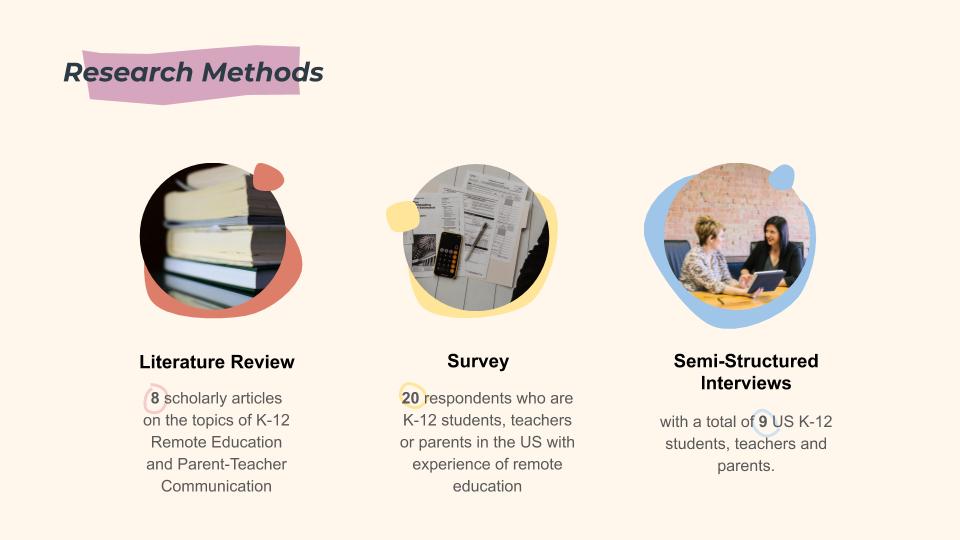 Research Methods
Literature Review
8 scholarly articles
on the topics of K-12
Remote Education
and Parent-Teacher
Communication
Survey
20 respondents who are
K-12 students, teachers
or parents in the US with
experience of remote
education
Semi-Structured
Interviews
with a total of 9 US K-12
students, teachers and
parents.